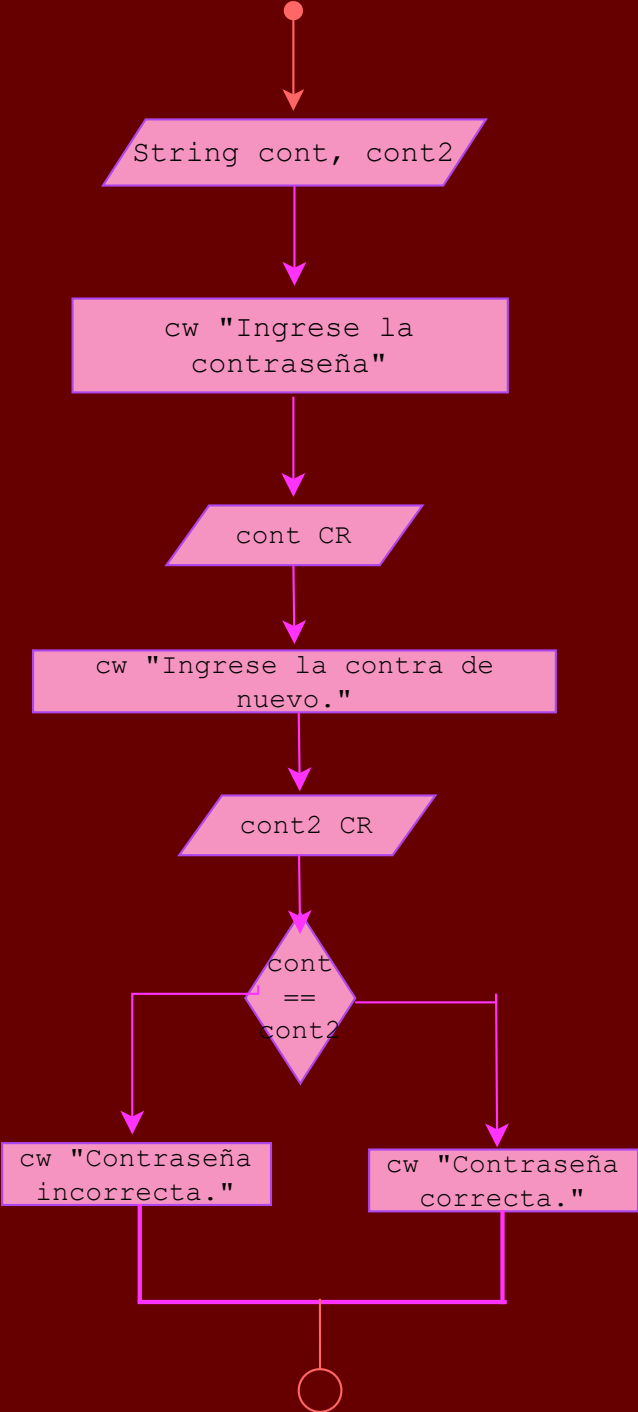 String cont, cont2
cw "Ingrese la
contraseña"
cont CR
cw "Ingrese la contra de
nuevo."
cont2 CR
cont
==
cont2
cw "Contraseña
incorrecta."
cw "Contraseña
correcta."